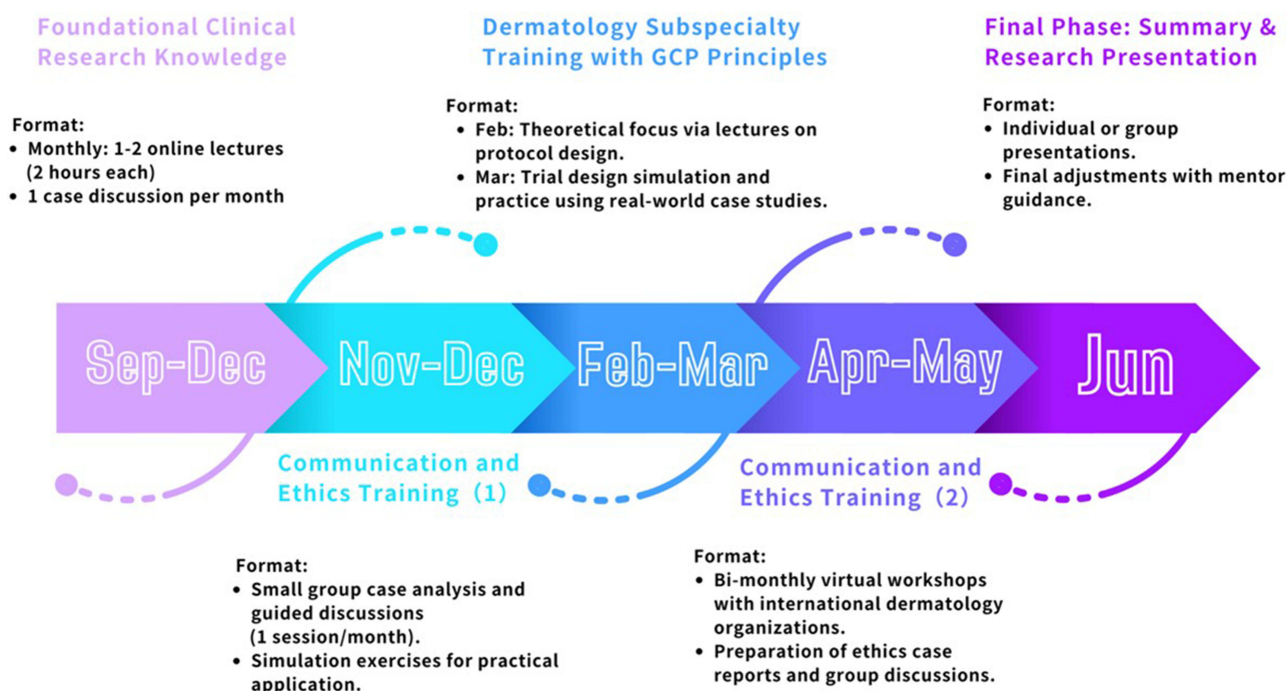 Foundational Clinical
Research Knowledge
Format:
• Monthly: 1-2 online lectures
(2 hours each)
• 1 case discussion per month
Dermatology Subspecialty
Training with GCP Principles
Format:
• Feb: Theoretical focus via lectures on
protocol design.
• Mar: Trial design simulation and
practice using real-world case studies.
Final Phase: Summary &
Research Presentation
Format:
• Individual or group
presentations.
• Final adjustments with mentor
guidance.
Sep-Dec
Nov-Dec
Feb-Mar
Apr-May
Jun
Communication and
Ethics Training（1）
Format:
• Small group case analysis and
guided discussions
(1 session/month).
• Simulation exercises for practical
application.
Communication and
Ethics Training（2）
Format:
• Bi-monthly virtual workshops
with international dermatology
organizations.
• Preparation of ethics case
reports and group discussions.